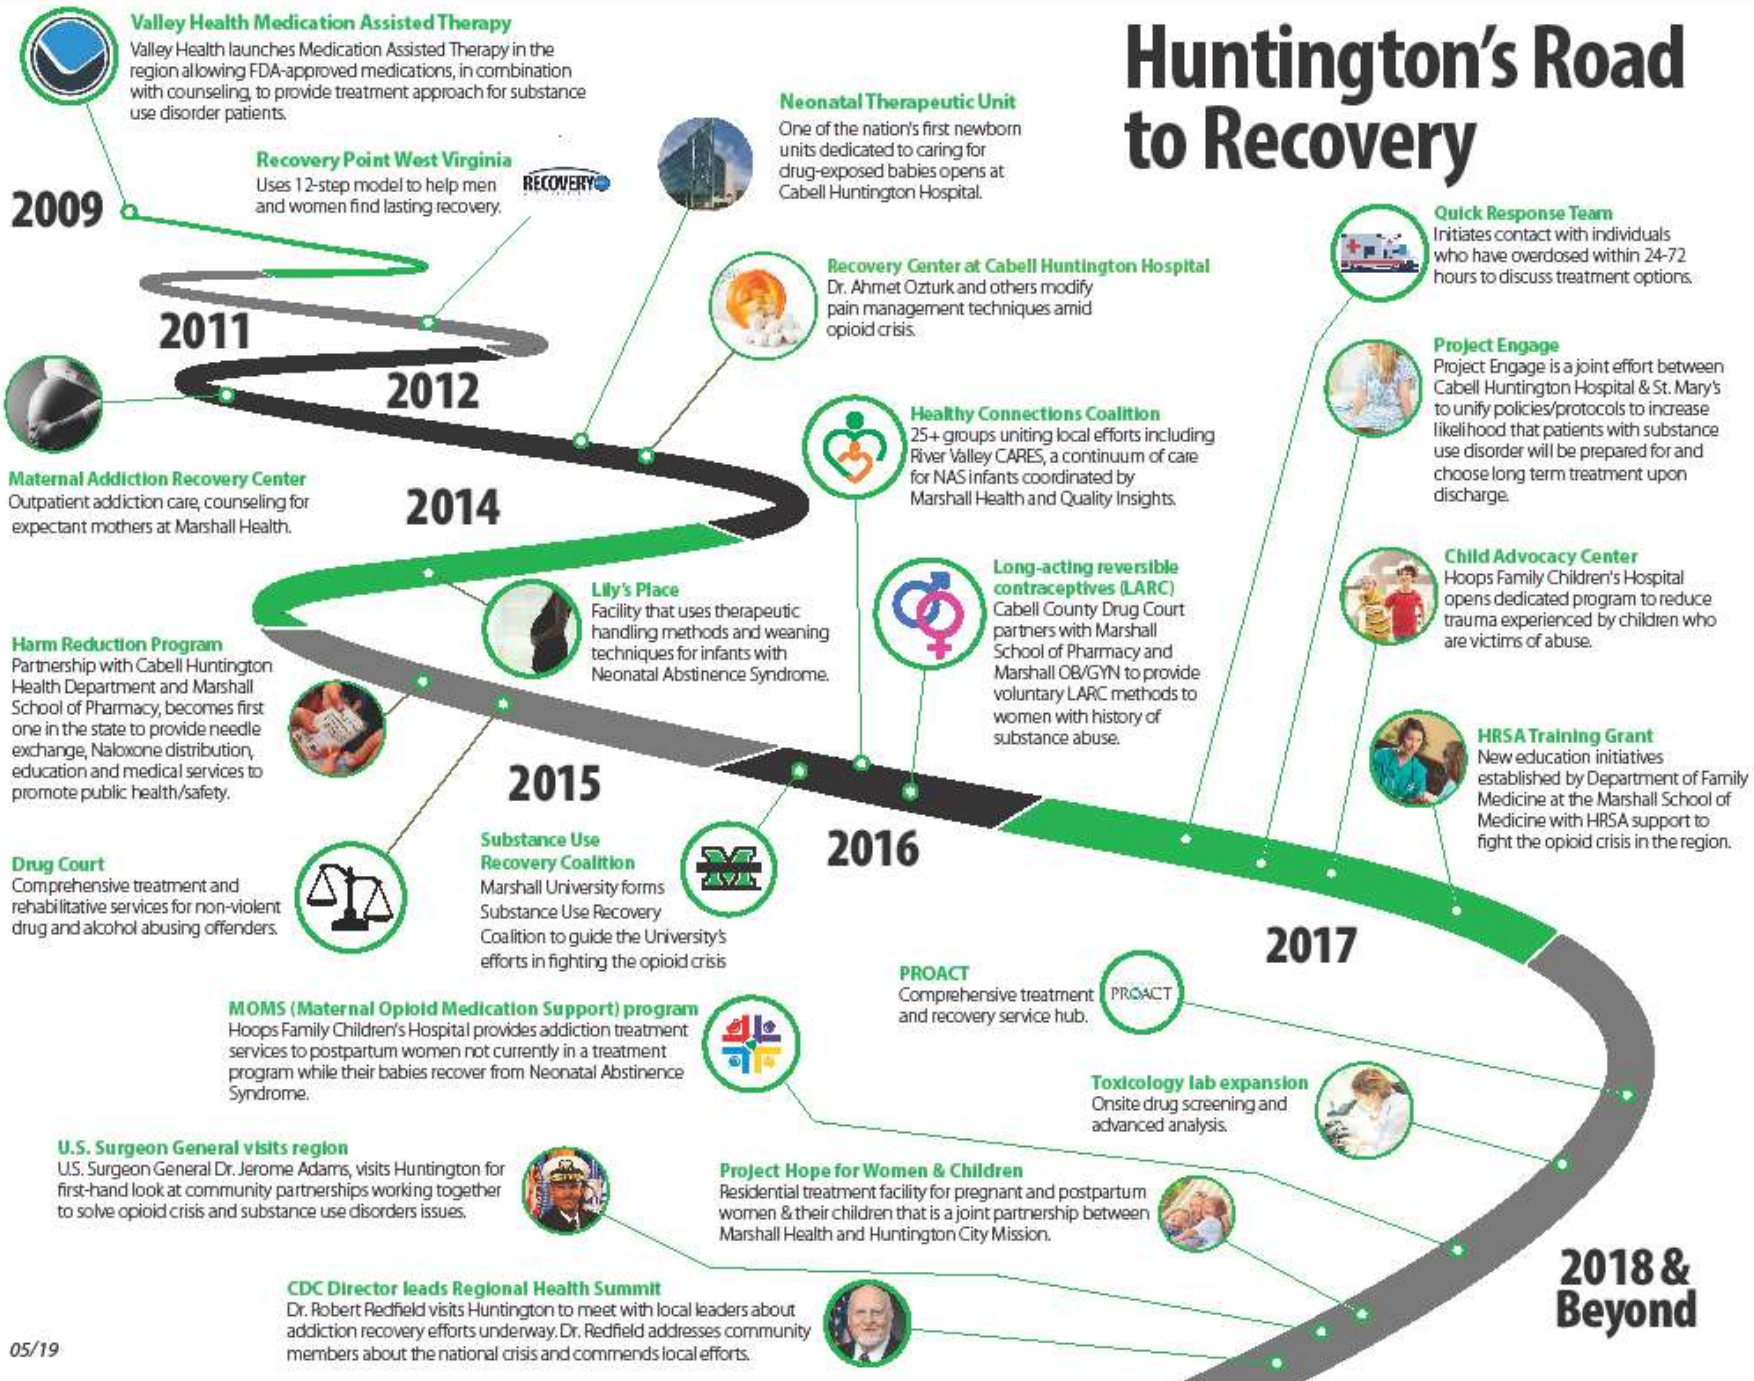 Huntington's Road
to Recovery
Valley Health Medication Assisted Therapy
Valley Health launches Medication Assisted Therapy in the
region allowing FDA-approved medications, in combination
with counseling, to provide treatment approach for substance
use disorder patients.
2009
Recovery Point West Virginia
Uses 12-step model to help men
and women find lasting recovery.
RECOVERY
2011
Neonatal Therapeutic Unit
One of the nation's first newborn
units dedicated to caring for
drug-exposed babies opens at
Cabell Huntington Hospital.
Recovery Center at Cabell Huntington Hospital
Dr. Ahmet Ozturk and others modify
pain management techniques amid
opioid crisis.
2012
Maternal Addiction Recovery Center
Outpatient addiction care, counseling for
expectant mothers at Marshall Health.
2014
Lily's Place
Facility that uses therapeutic
handling methods and weaning
techniques for infants with
Neonatal Abstinence Syndrome.
Harm Reduction Program
Partnership with Cabell Huntington
Health Department and Marshall
School of Pharmacy, becomes first
one in the state to provide needle
exchange, Naloxone distribution,
education and medical services to
promote public health/safety.
Drug Court
Comprehensive treatment and
rehabilitative services for non-violent
drug and alcohol abusing offenders.
2015
Healthy Connections Coalition
25+ groups uniting local efforts including
River Valley CARES, a continuum of care
for NAS infants coordinated by
Marshall Health and Quality Insights.
Long-acting reversible
contraceptives (LARC)
Cabell County Drug Court
partners with Marshall
School of Pharmacy and
Marshall OB/GYN to provide
voluntary LARC methods to
women with history of
substance abuse.
Substance Use
Recovery Coalition
Marshall University forms
Substance Use Recovery
Coalition to guide the University's
efforts in fighting the opioid crisis
M
2016
Quick Response Team
Initiates contact with individuals
who have overdosed within 24-72
hours to discuss treatment options.
Project Engage
Project Engage is a joint effort between
Cabell Huntington Hospital & St. Mary's
to unify policies/protocols to increase
likelihood that patients with substance
use disorder will be prepared for and
choose long term treatment upon
discharge.
Child Advocacy Center
Hoops Family Children's Hospital
opens dedicated program to reduce
trauma experienced by children who
are victims of abuse.
HRSA Training Grant
New education initiatives
established by Department of Family
Medicine at the Marshall School of
Medicine with HRSA support to
fight the opioid crisis in the region.
2017
PROACT
Comprehensive treatment
and recovery service hub.
PROACT
Toxicology lab expansion
Onsite drug screening and
advanced analysis.
MOMS (Maternal Opioid Medication Support) program
Hoops Family Children's Hospital provides addiction treatment
services to postpartum women not currently in a treatment
program while their babies recover from Neonatal Abstinence
Syndrome.
Project Hope for Women & Children
Residential treatment facility for pregnant and postpartum
women & their children that is a joint partnership between
Marshall Health and Huntington City Mission.
U.S. Surgeon General visits region
U.S. Surgeon General Dr. Jerome Adams, visits Huntington for
first-hand look at community partnerships working together
to solve opioid crisis and substance use disorders issues.
CDC Director leads Regional Health Summit
Dr. Robert Redfield visits Huntington to meet with local leaders about
addiction recovery efforts underway. Dr. Redfield addresses community
members about the national crisis and commends local efforts.
2018 &
Beyond
05/19